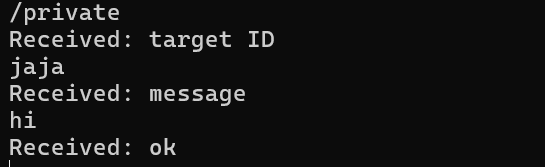 /private
Received: target ID
jaja
Received: message
hi
Received: ok